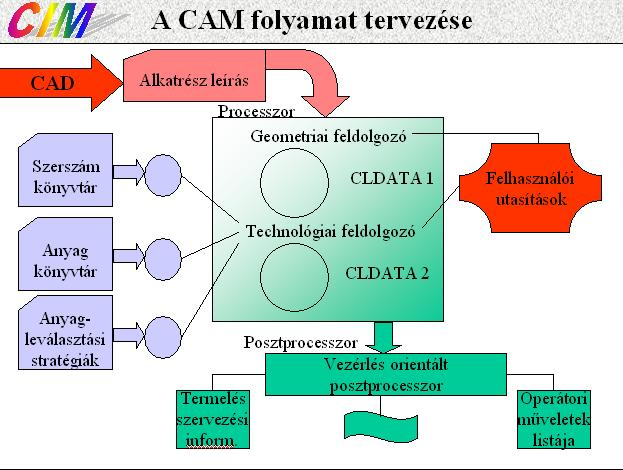 CIM
A CAM folyamat tervezése
CAD
Alkatrész leírás
Processzor
Geometriai feldolgozó
CLDATA 1
Szerszám
könyvtár
Felhasználói
utasítások
Technológiai feldolgozó
Anyag
könyvtár
CLDATA 2
Anyag-
leválasztási
stratégiák
Posztprocesszor
Vezérlés orientált
posztprocesszor
Termelés
szervezési
inform.
Operátori
műveletek
listája